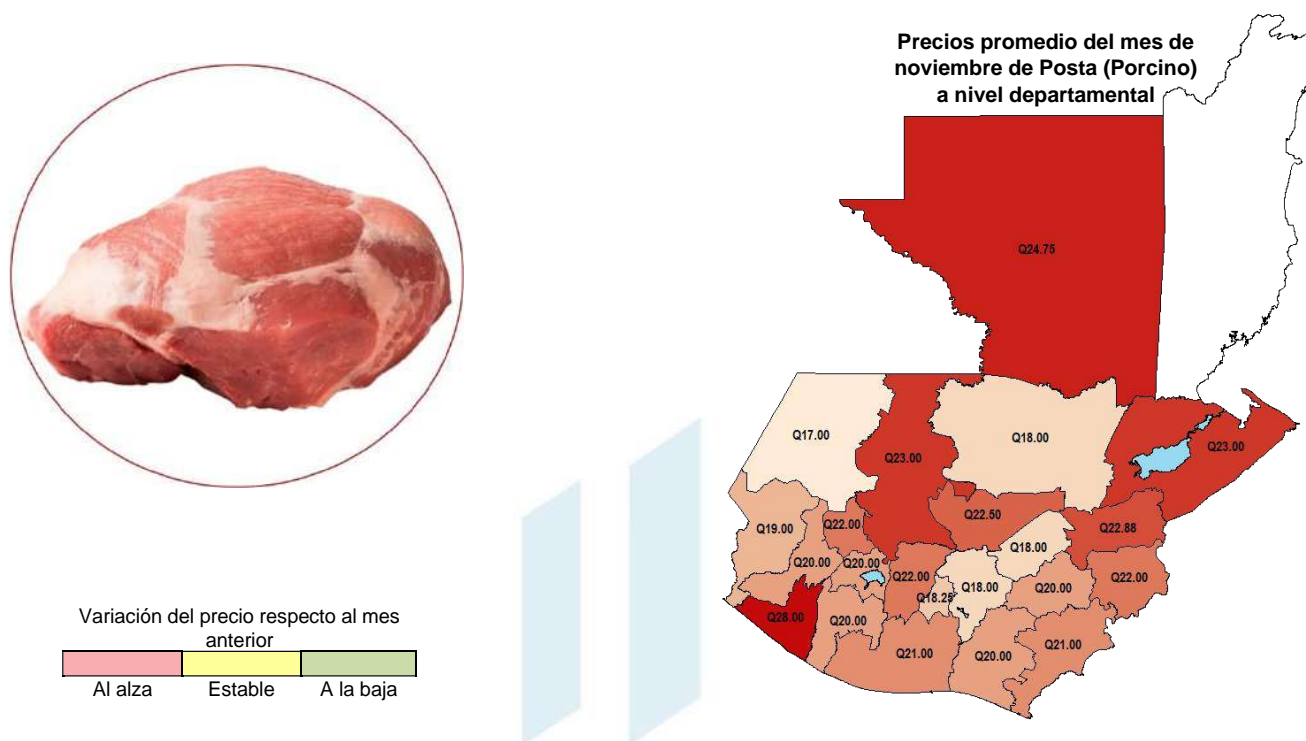 Precios promedio del mes de
noviembre de Posta (Porcino)
a nivel departamental
Q24.75
Q17.00
Q23.00
Q18.00
Q23.00
Q19.00
Q22.00
Q22.50
Q22.88
Q20.00
Q20.00
Q22.00
Q18.25
Q18.00
Q18.00
Q20.00
Q22.00
Q28.00
Q20.00
Q21.00
Q20.00
Q21.00
Variación del precio respecto al mes
anterior
Al alza
Estable
A la baja